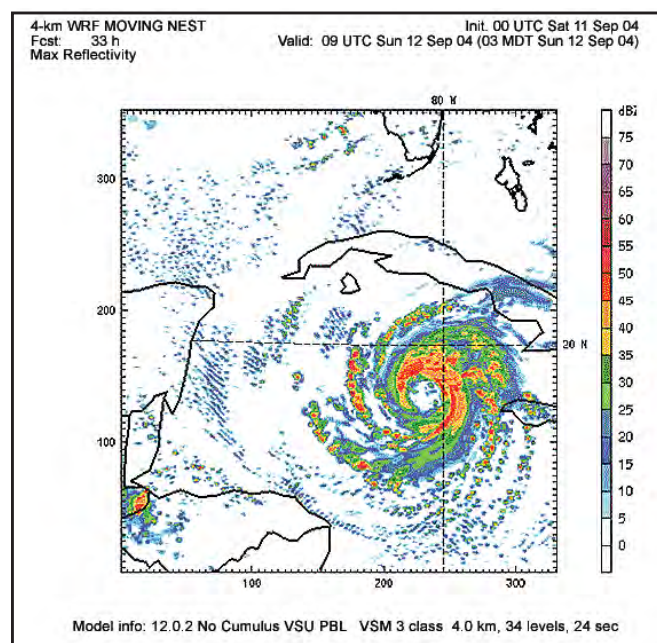 4-km WRF MOVING NEST Init. 00 UTC Sat 11 Sep 04
Fcst: 33 h Valid: 09 UTC Sun 12 Sep 04 (03 MDT Sun 12 Sep 04)
Max Reflectivity
80 W
dBZ
75
70
65
60
55
50
45
40
35
30
25
20
15
10
5
0
300
200
100
20 N
100 200 300
Model info: 12.0.2 No Cumulus VSU PBL VSM 3 class 4.0 km, 34 levels, 24 sec